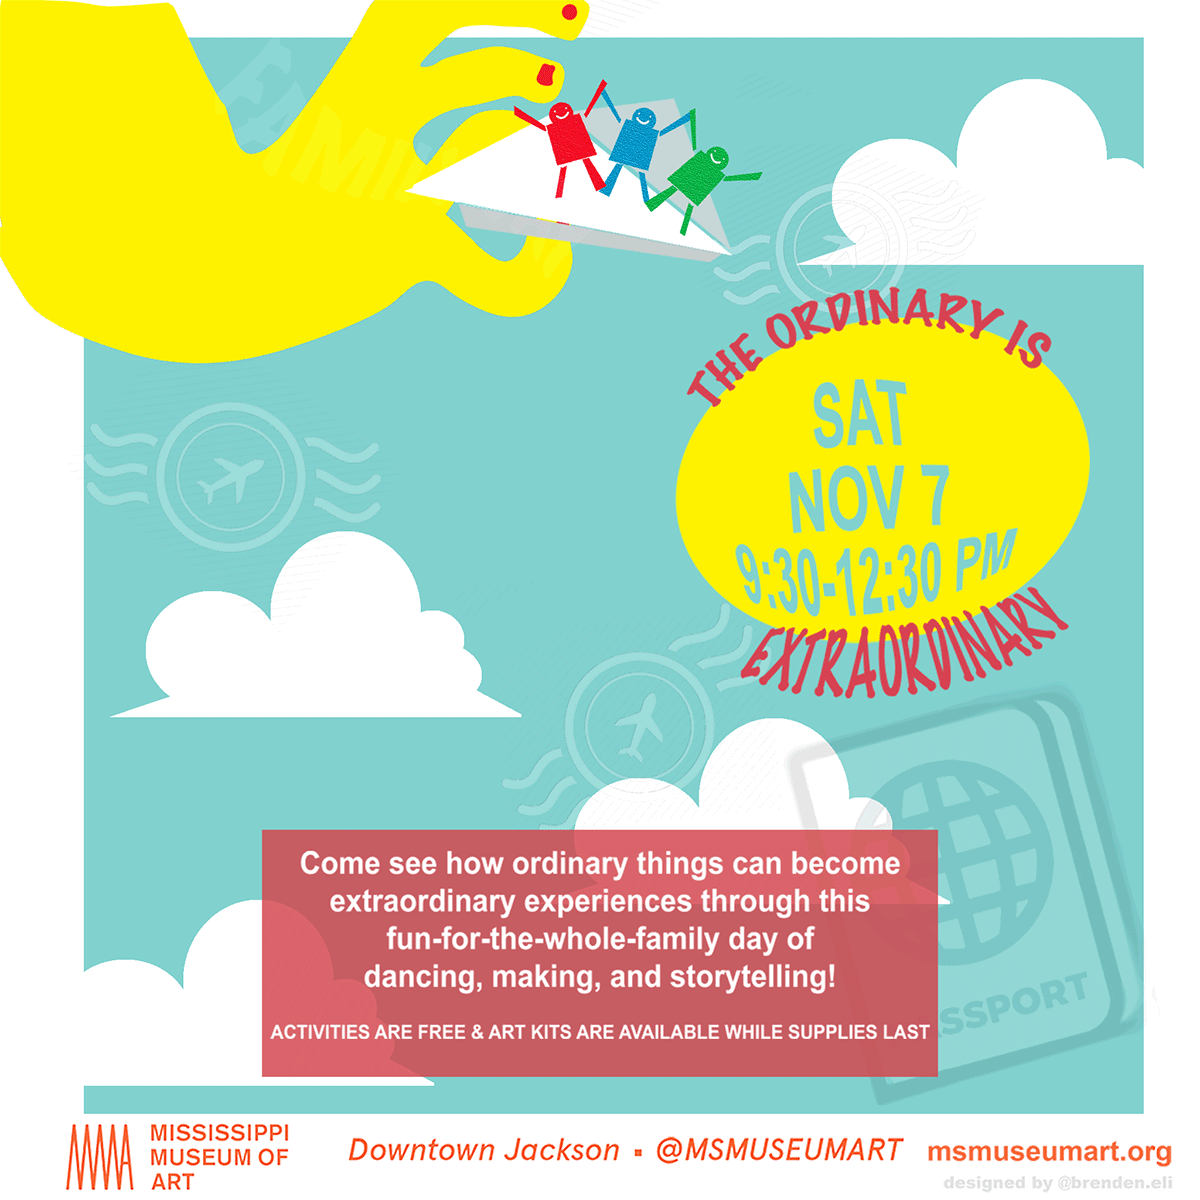 THE ORDINARY IS
SAT
NOV 7
9:30-12:30 PM
EXTRAORDINARY
Come see how ordinary things can become
extraordinary experiences through this
fun-for-the-whole-family day of
dancing, making, and storytelling!
ACTIVITIES ARE FREE & ART KITS ARE AVAILABLE WHILE SUPPLIES LAST
SSPORT
MISSISSIPPI
MUSEUM OF
ART
Downtown Jackson ▪ @MSMUSEUMART
msmuseumart.org
designed by @brenden.eli